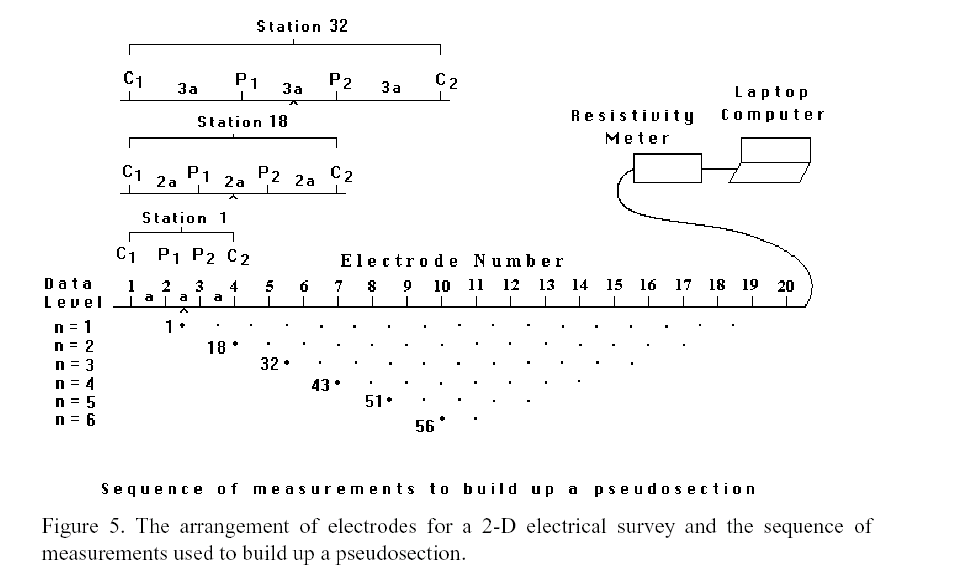 Station 32
C1 3a P1 3a P2 3a C2
Station 18
C1 2a P1 2a P2 2a C2
Station 1
C1 P1 P2 C2
Resistivity Meter
Laptop Computer
Electrode Number
Data Level
1 2 3 4 5 6 7 8 9 10 11 12 13 14 15 16 17 18 19 20
a a a
n = 1 1
n = 2 18
n = 3 32
n = 4 43
n = 5 51
n = 6 56
Sequence of measurements to build up a pseudosection
Figure 5. The arrangement of electrodes for a 2-D electrical survey and the sequence of
measurements used to build up a pseudosection.